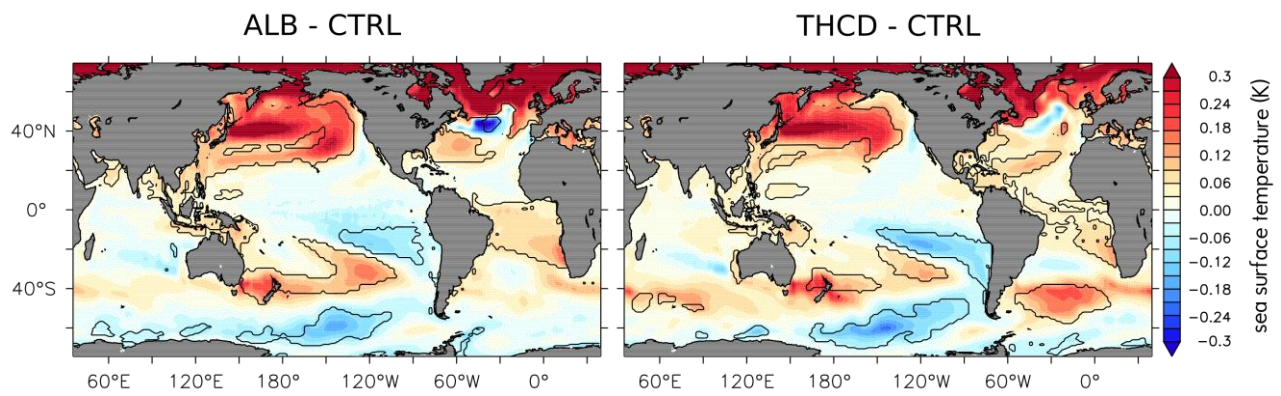 ALB - CTRL
THCD - CTRL
40°N
0°
40°S
60°E 120°E 180° 120°W 60°W 0°
60°E 120°E 180° 120°W 60°W 0°
0.3
0.24
0.18
0.12
0.06
0.00
−0.06
−0.12
−0.18
−0.24
−0.3
sea surface temperature (K)